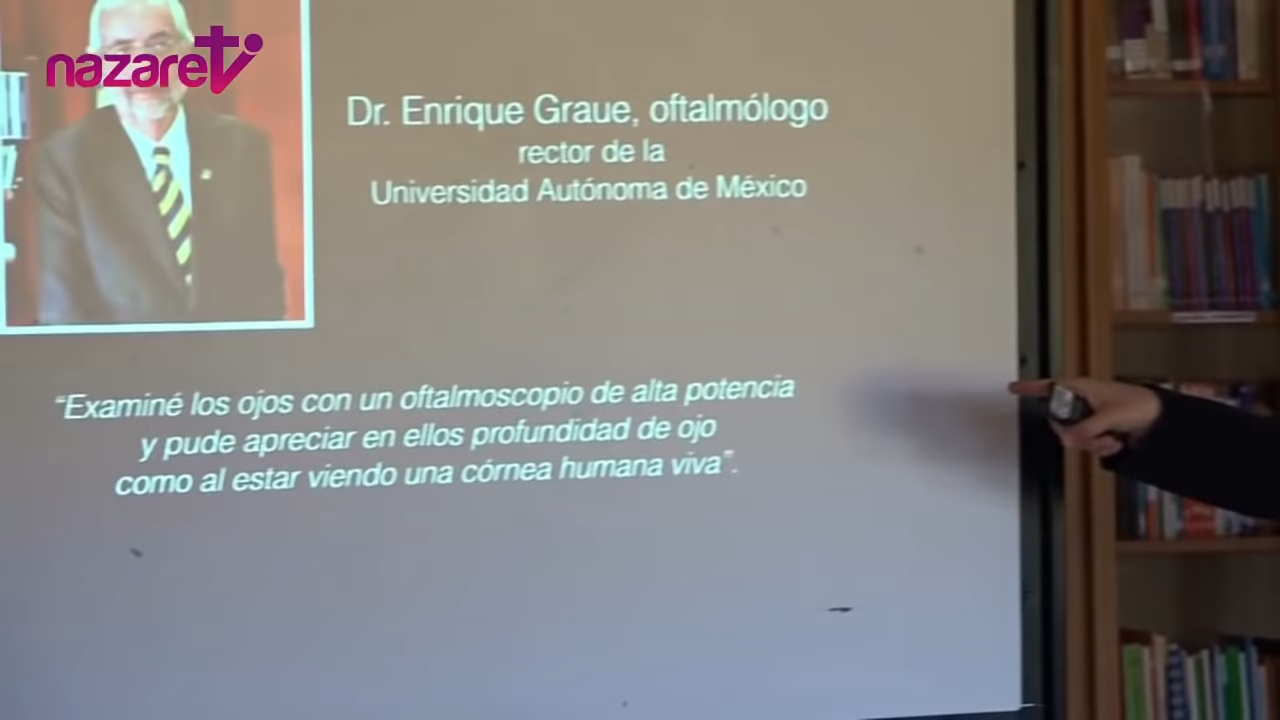 nazaretv
Dr. Enrique Graue, oftalmólogo
rector de la
Universidad Autónoma de México
“Examiné los ojos con un oftalmoscopio de alta potencia
y pude apreciar en ellos profundidad de ojo
como al estar viendo una córnea humana viva”.